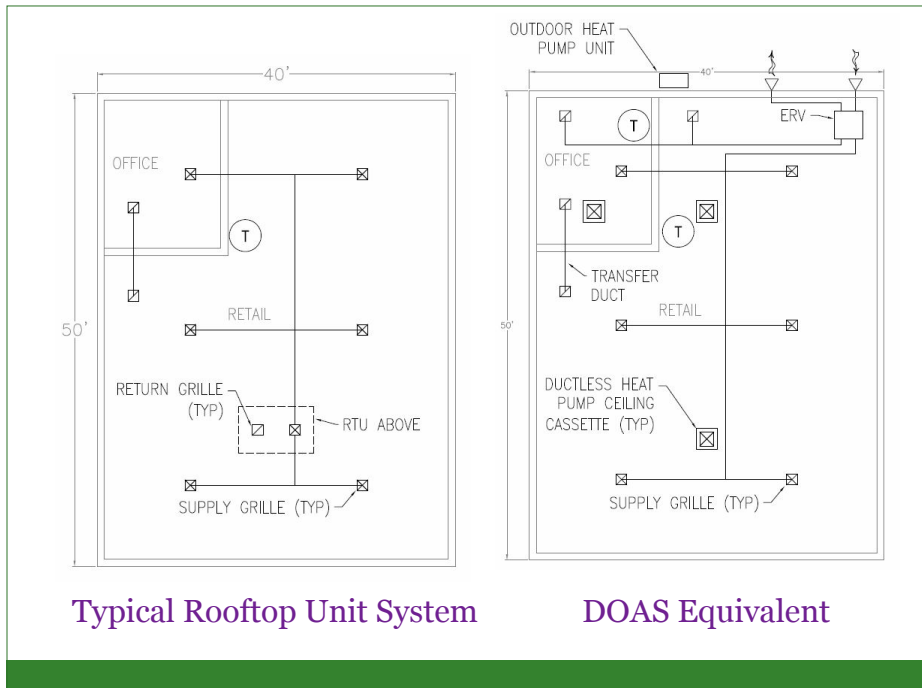 40'
OFFICE
T
50'
RETAIL
RETURN GRILLE
(TYP)
RTU ABOVE
SUPPLY GRILLE (TYP)
Typical Rooftop Unit System
OUTDOOR HEAT
PUMP UNIT
40'
ERV
T
OFFICE
T
TRANSFER
DUCT
50'
RETAIL
DUCTLESS HEAT
PUMP CEILING
CASSETTE (TYP)
SUPPLY GRILLE (TYP)
DOAS Equivalent